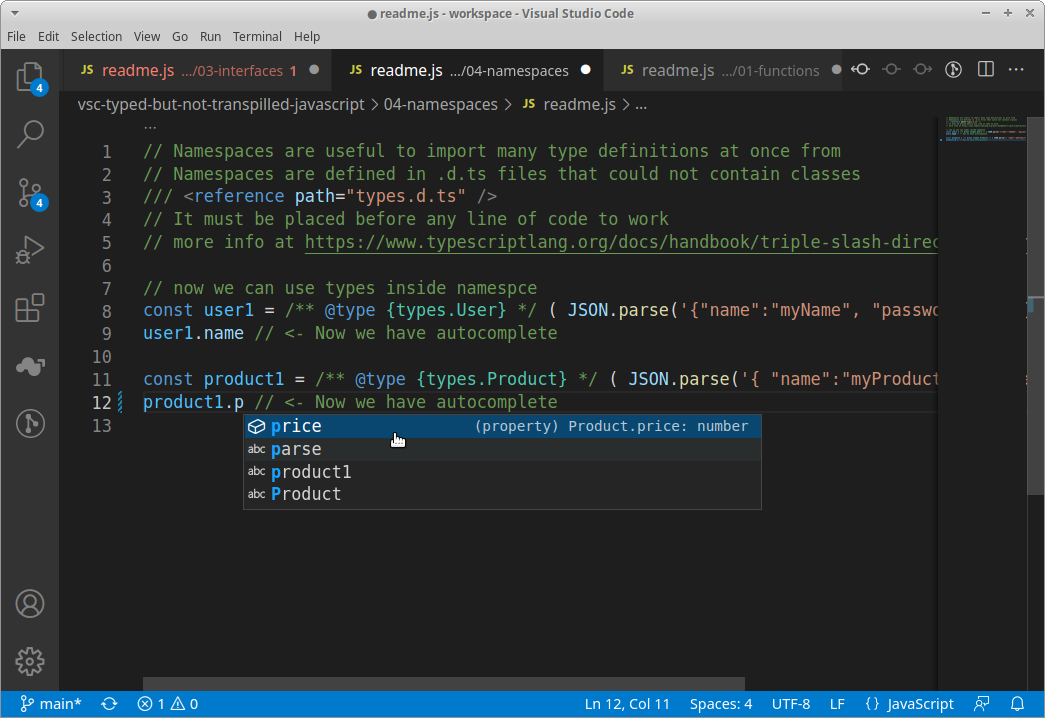 readme.js - workspace - Visual Studio Code
File Edit Selection View Go Run Terminal Help
JS readme.js .../03-interfaces 1 JS readme.js .../04-namespaces JS readme.js .../01-functions
vsc-typed-but-not-transpilled-javascript > 04-namespaces > JS readme.js > ...
...
1 // Namespaces are useful to import many type definitions at once from
2 // Namespaces are defined in .d.ts files that could not contain classes
3 /// <reference path="types.d.ts" />
4 // It must be placed before any line of code to work
5 // more info at https://www.typescriptlang.org/docs/handbook/triple-slash-direc
6
7 // now we can use types inside namespce
8 const user1 = /** @type {types.User} */ ( JSON.parse('{"name":"myName", "passwo
9 user1.name // <- Now we have autocomplete
10
11 const product1 = /** @type {types.Product} */ ( JSON.parse('{ "name":"myProduct
12 product1.p // <- Now we have autocomplete
13
price (property) Product.price: number
abc parse
abc product1
abc Product
4
4
main* 1 0 Ln 12, Col 11 Spaces: 4 UTF-8 LF {} JavaScript